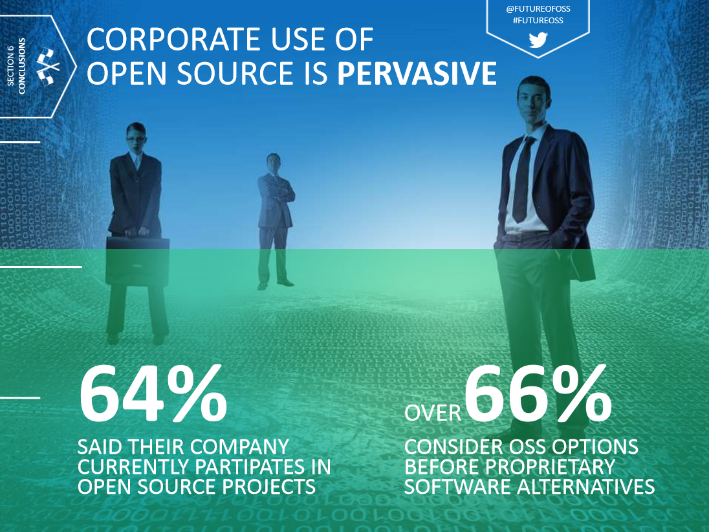 SECTION 6
CONCLUSIONS
CORPORATE USE OF
OPEN SOURCE IS PERVASIVE
@FUTUREOFOSS
#FUTUREOSS
64%
SAID THEIR COMPANY
CURRENTLY PARTIPATES IN
OPEN SOURCE PROJECTS
OVER 66%
CONSIDER OSS OPTIONS
BEFORE PROPRIETARY
SOFTWARE ALTERNATIVES